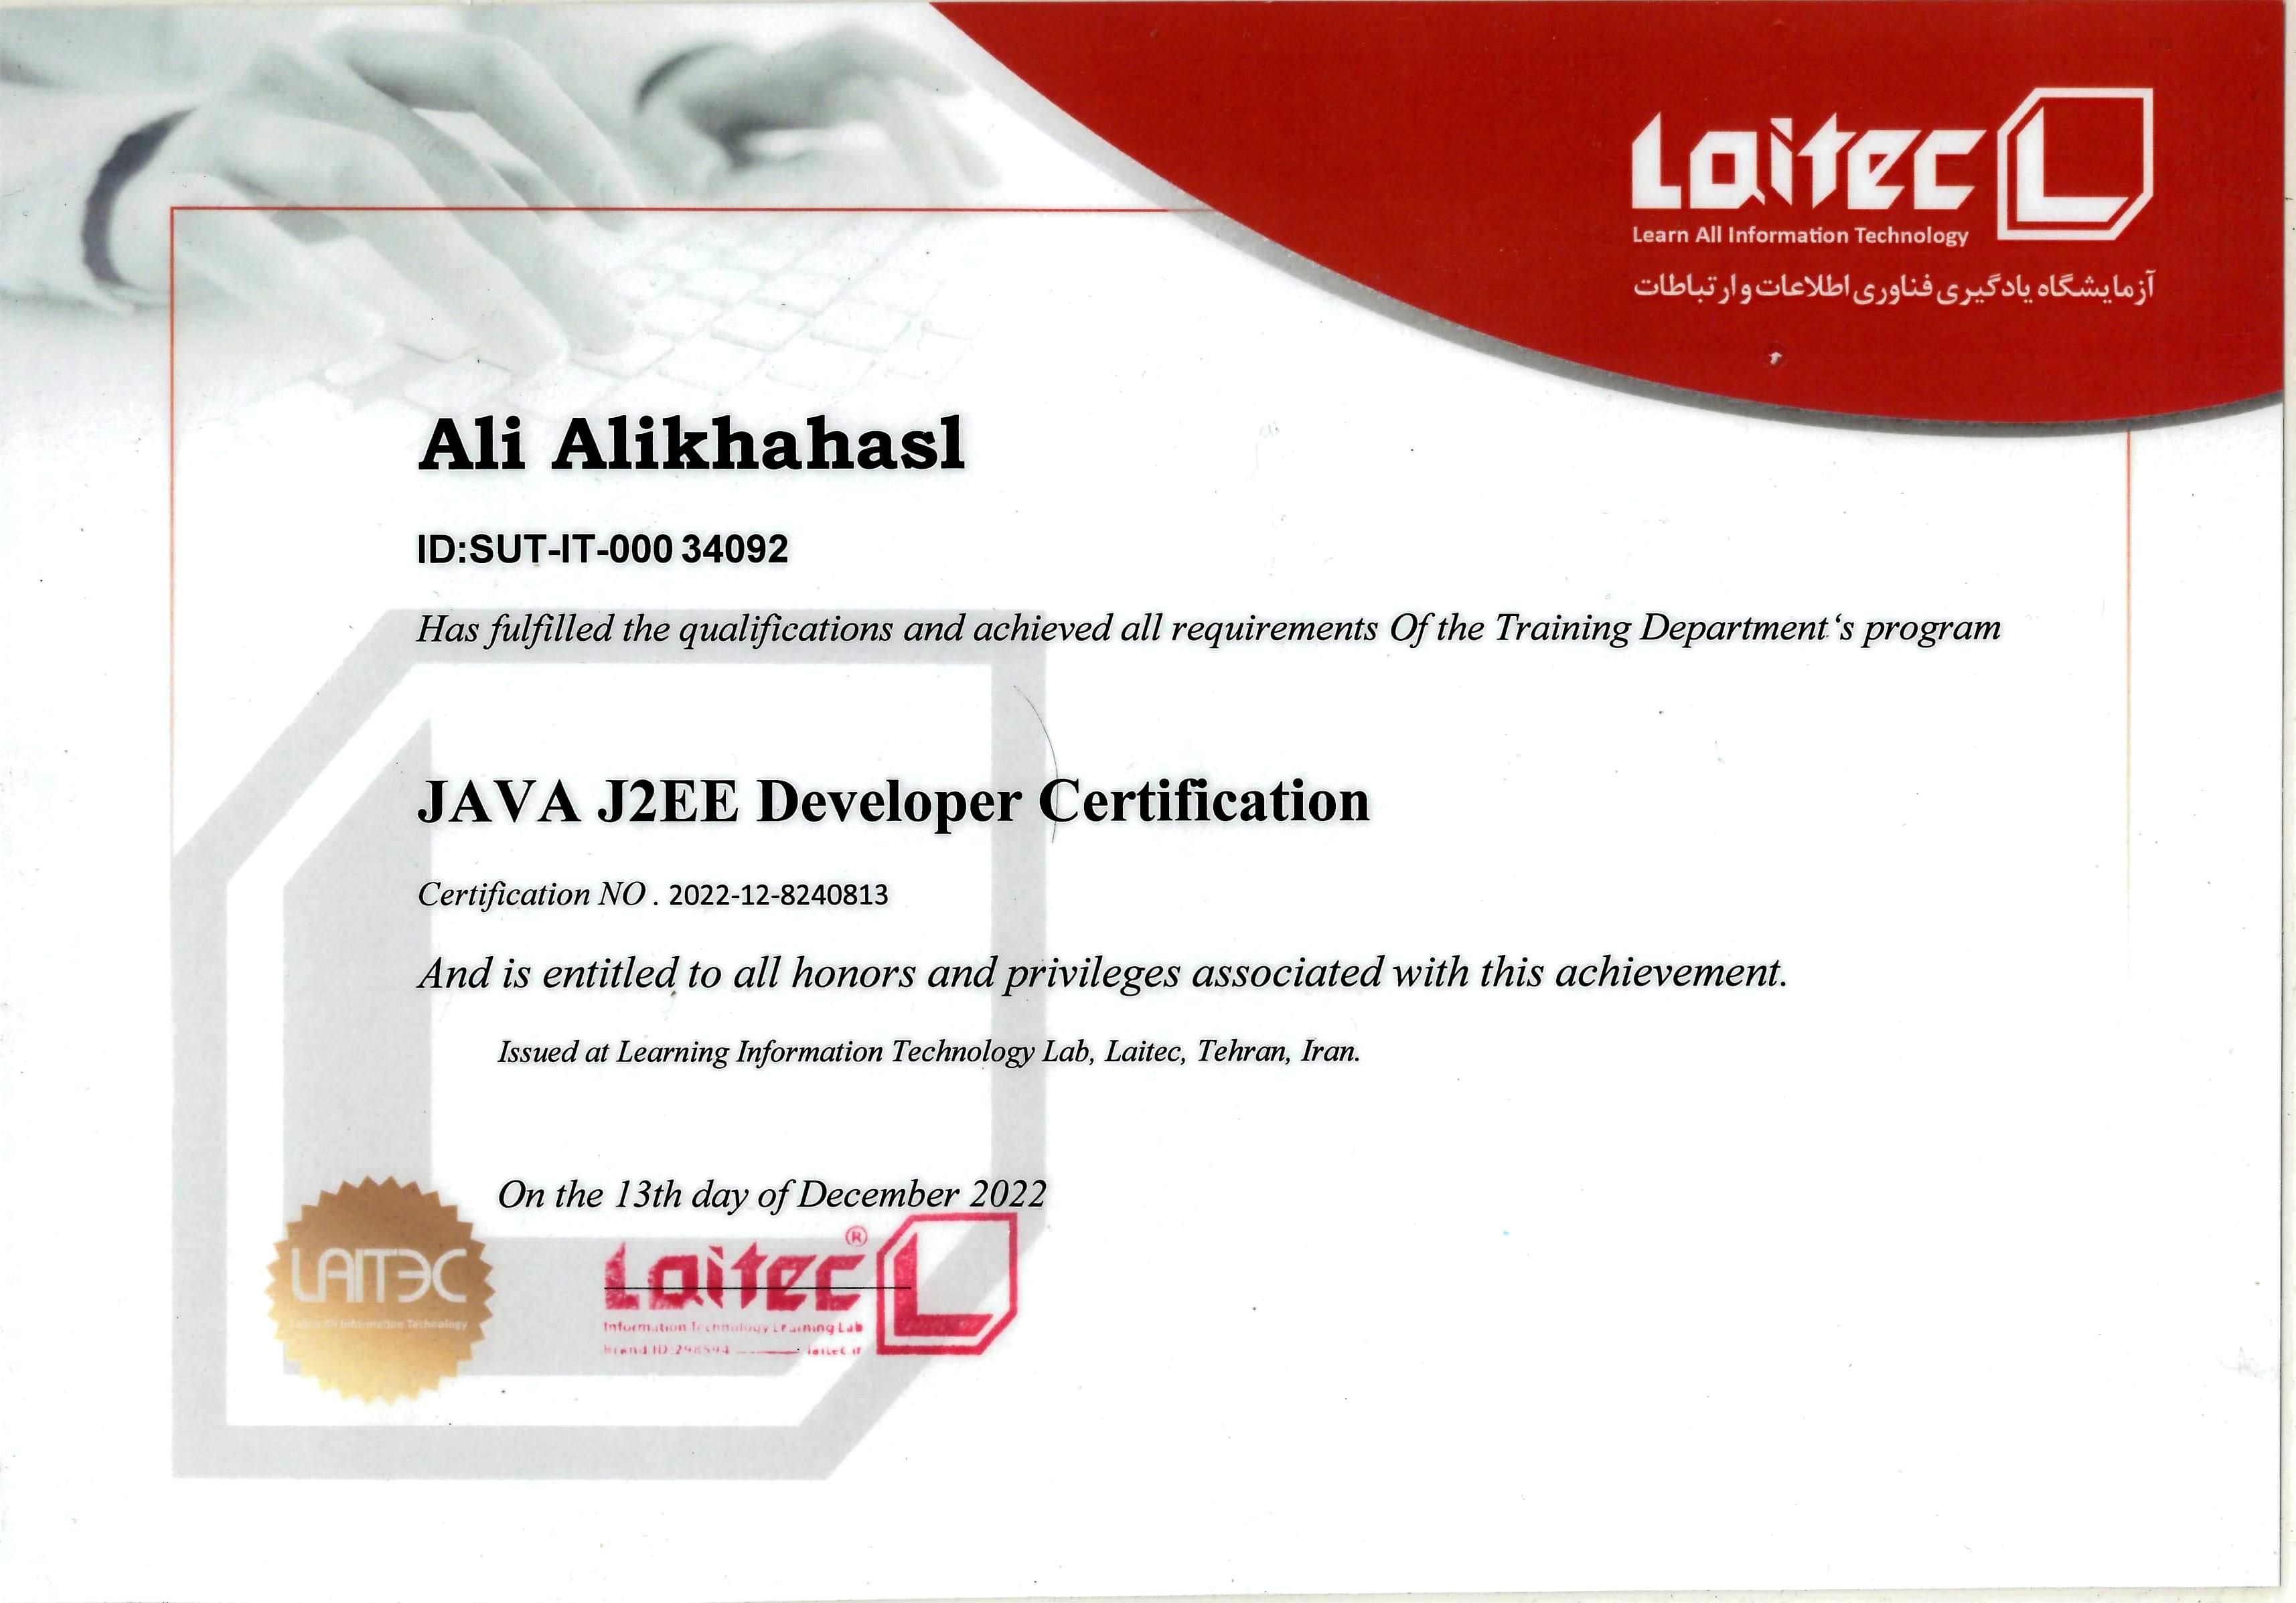 Laitec
Learn All Information Technology
آزمایشگاه یادگیری فناوری اطلاعات و ارتباطات
Ali Alikhahasl
ID:SUT-IT-000 34092
Has fulfilled the qualifications and achieved all requirements Of the Training Department‘s program
JAVA J2EE Developer Certification
Certification NO . 2022-12-8240813
And is entitled to all honors and privileges associated with this achievement.
Issued at Learning Information Technology Lab, Laitec, Tehran, Iran.
On the 13th day of December 2022
LAITEC
Learn All Information Technology
Laitec ®
Information Technology Learning Lab
Brand ID:298594 laitec.ir